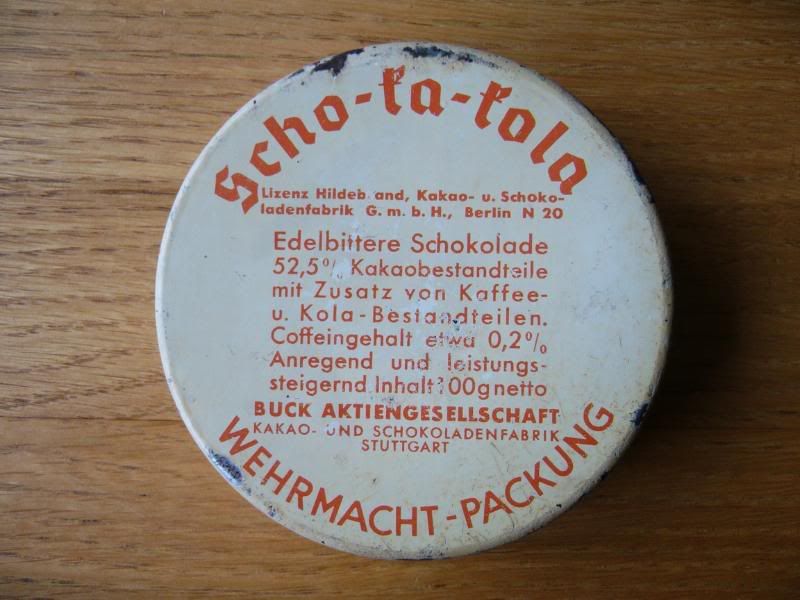 Scho-ka-kola
Lizenz Hildeb and, Kakao- u. Schoko-
ladenfabrik G. m. b. H., Berlin N 20
Edelbittere Schokolade
52,5% Kakaobestandteile
mit Zusatz von Kaffee-
u. Kola-Bestandteilen.
Coffeingehalt etwa 0,2%
Anregend und leistungs-
steigernd. Inhalt 100g netto
BUCK AKTIENGESELLSCHAFT
KAKAO- UND SCHOKOLADENFABRIK
STUTTGART
WEHRMACHT-PACKUNG